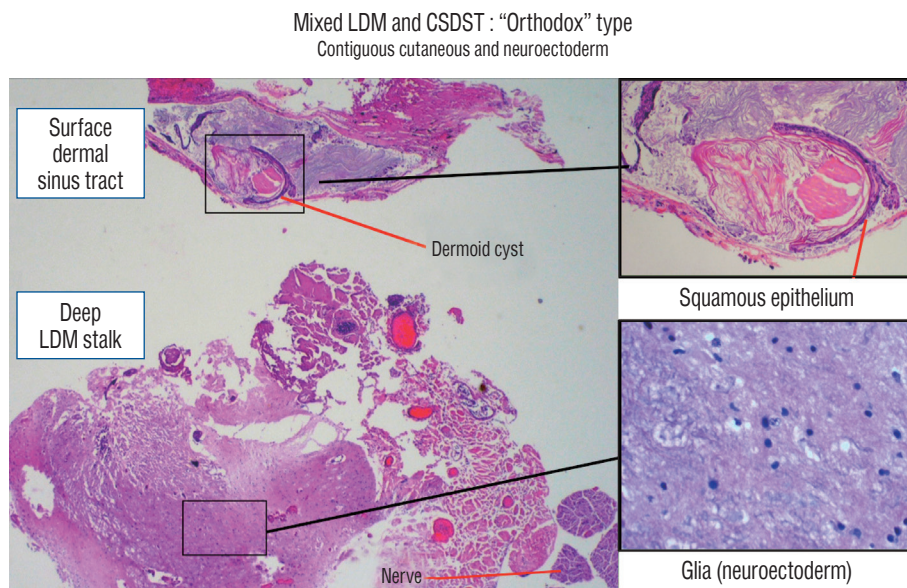 Mixed LDM and CSDST : “Orthodox” type
Contiguous cutaneous and neuroectoderm
Surface
dermal
sinus tract
Dermoid cyst
Squamous epithelium
Deep
LDM stalk
Nerve
Glia (neuroectoderm)